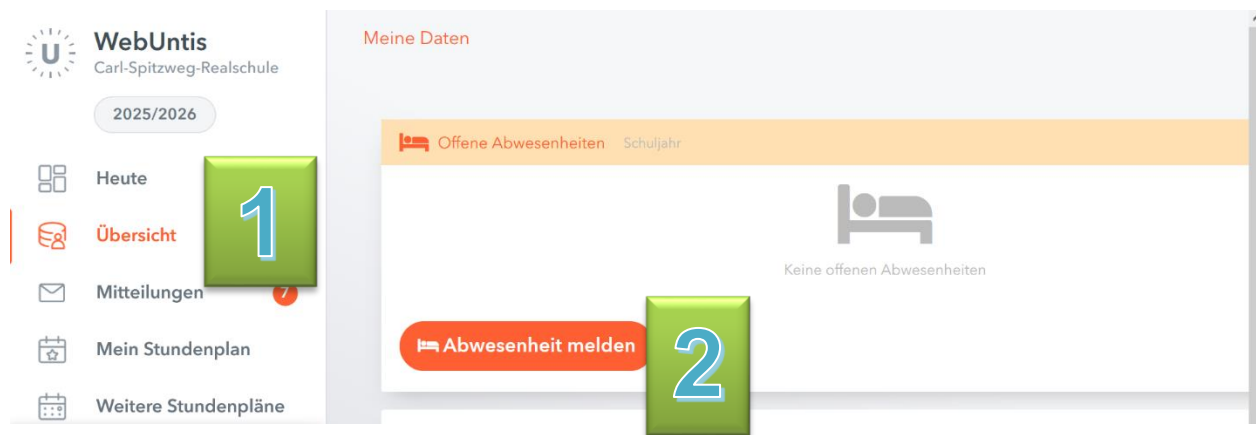 WebUntis
Carl-Spitzweg-Realschule
2025/2026
Heute
Übersicht
Mitteilungen 7
Mein Stundenplan
Weitere Stundenpläne
1
Meine Daten
Offene Abwesenheiten Schuljahr
Keine offenen Abwesenheiten
Abwesenheit melden
2